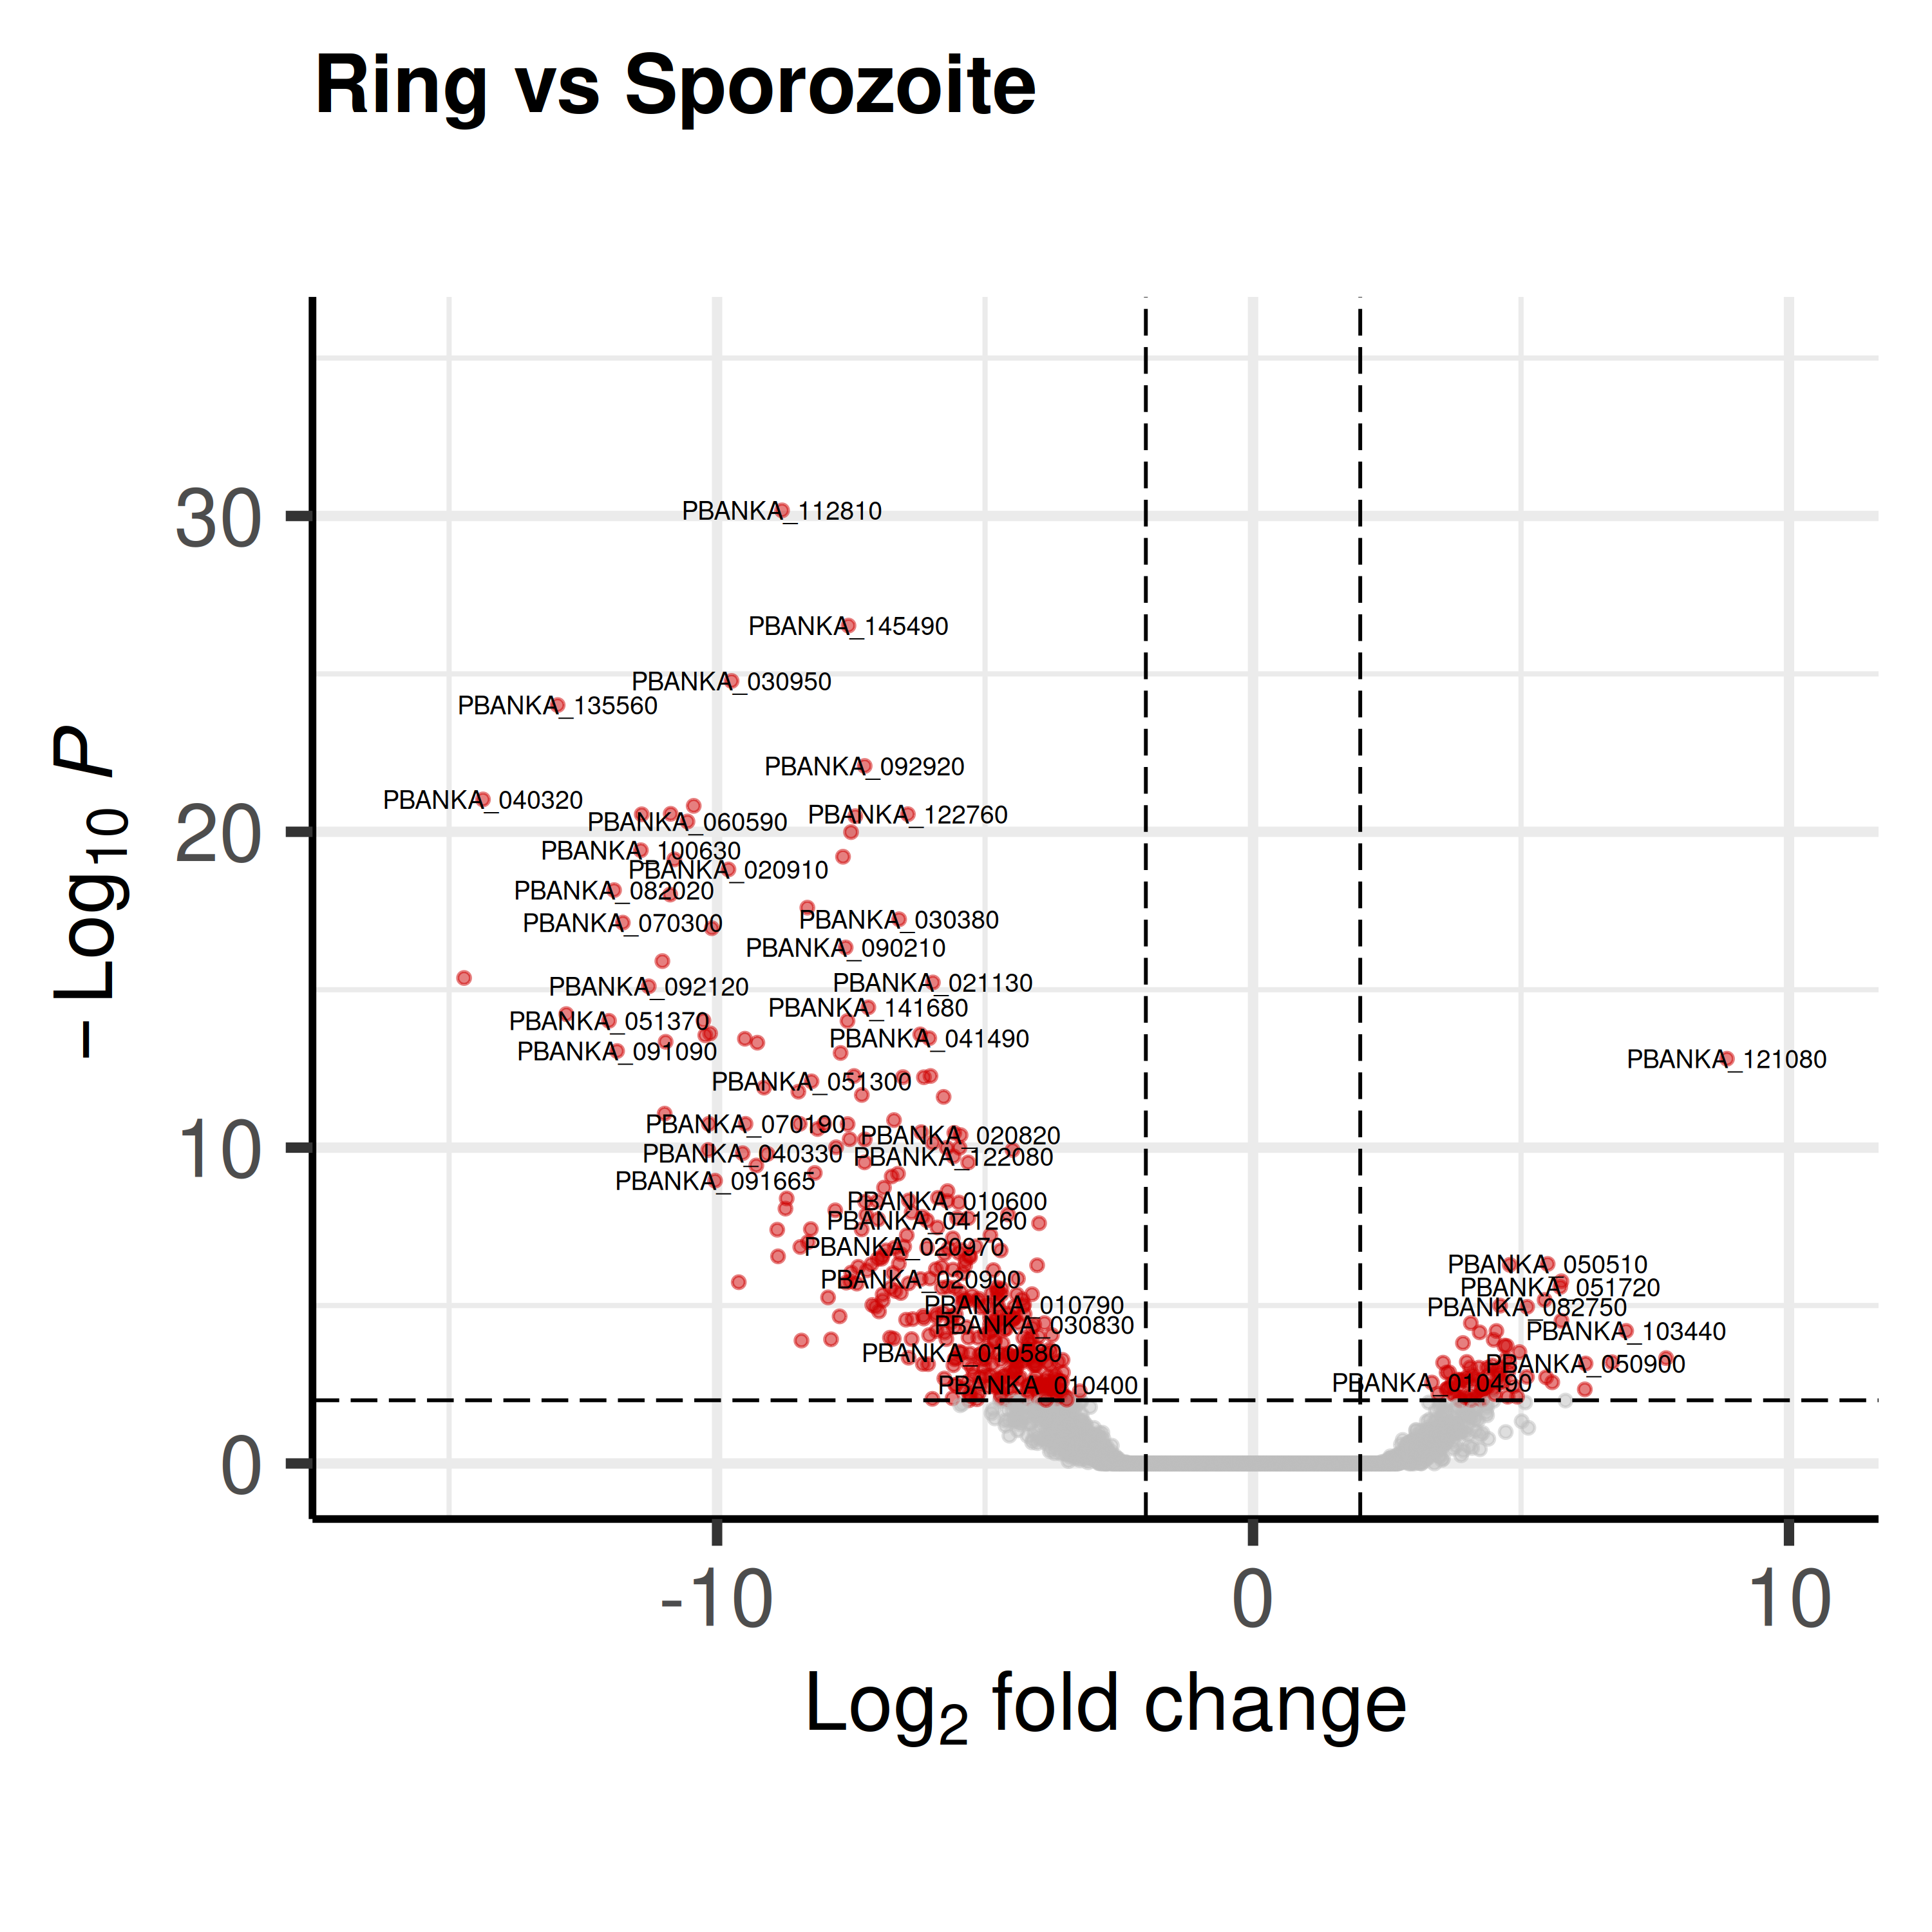 Ring vs Sporozoite
PBANKA_112810
PBANKA_145490
PBANKA_030950
PBANKA_135560
PBANKA_092920
PBANKA_040320
PBANKA_122760
PBANKA_060590
PBANKA_100630
PBANKA_020910
PBANKA_082020
PBANKA_030380
PBANKA_070300
PBANKA_090210
PBANKA_021130
PBANKA_092120
PBANKA_141680
PBANKA_051370
PBANKA_041490
PBANKA_091090
PBANKA_121080
PBANKA_051300
PBANKA_070190
PBANKA_020820
PBANKA_040330
PBANKA_122080
PBANKA_091665
PBANKA_010600
PBANKA_041260
PBANKA_020970
PBANKA_050510
PBANKA_020900
PBANKA_051720
PBANKA_010790
PBANKA_082750
PBANKA_030830
PBANKA_103440
PBANKA_010580
PBANKA_050900
PBANKA_010490
PBANKA_010400
30
20
10
0
− Log10 P
-10
0
10
Log2 fold change